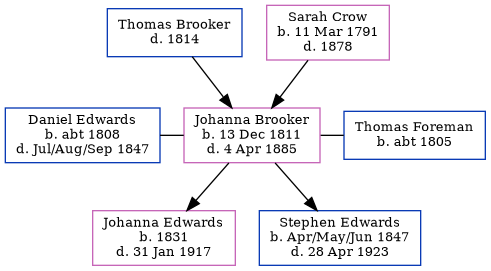 Thomas Brooker
d. 1814
Sarah Crow
b. 11 Mar 1791
d. 1878
Daniel Edwards
b. abt 1808
d. Jul/Aug/Sep 1847
Johanna Brooker
b. 13 Dec 1811
d. 4 Apr 1885
Thomas Foreman
b. abt 1805
Johanna Edwards
b. 1831
d. 31 Jan 1917
Stephen Edwards
b. Apr/May/Jun 1847
d. 28 Apr 1923